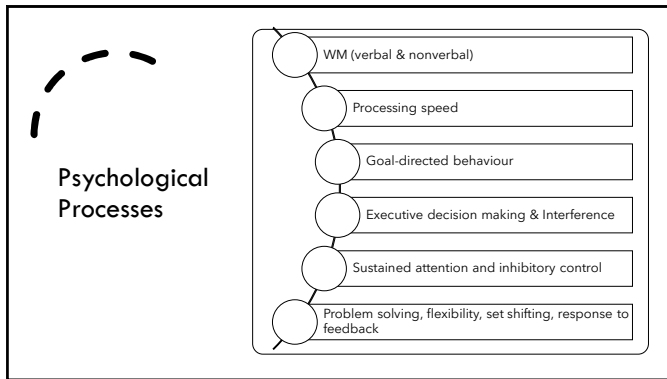 Psychological
Processes
WM (verbal & nonverbal)
Processing speed
Goal-directed behaviour
Executive decision making & Interference
Sustained attention and inhibitory control
Problem solving, flexibility, set shifting, response to
feedback